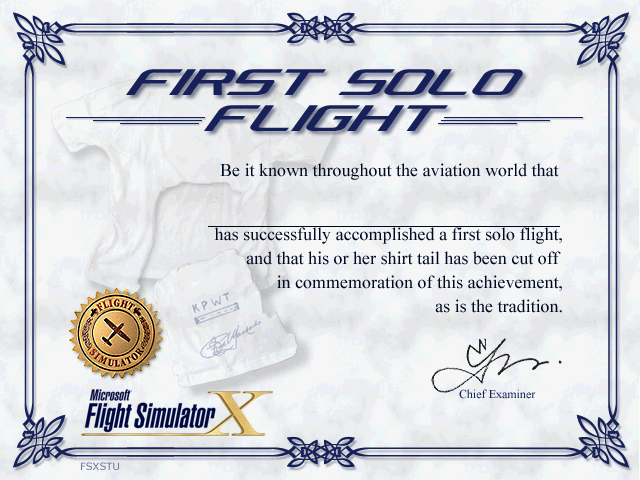 FIRST SOLO
FLIGHT
Be it known throughout the aviation world that
has successfully accomplished a first solo flight,
and that his or her shirt tail has been cut off
in commemoration of this achievement,
as is the tradition.
KPWT
FLIGHT
SIMULATOR
Chief Examiner
Microsoft
Flight Simulator X
FSXSTU